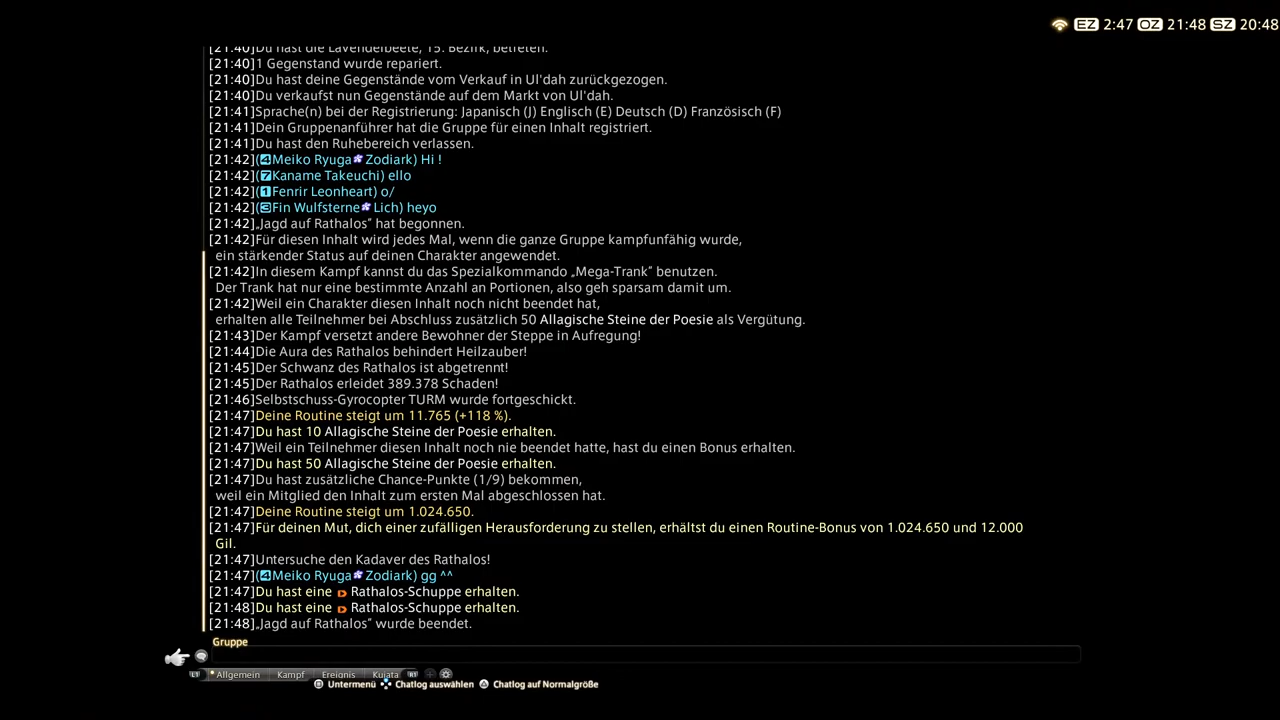 EZ 2:47 OZ 21:48 SZ 20:48
[21:40]Du hast die Lavendelbeete, 15. Bezirk, betreten.
[21:40]1 Gegenstand wurde repariert.
[21:40]Du hast deine Gegenstände vom Verkauf in Ul'dah zurückgezogen.
[21:40]Du verkaufst nun Gegenstände auf dem Markt von Ul'dah.
[21:41]Sprache(n) bei der Registrierung: Japanisch (J) Englisch (E) Deutsch (D) Französisch (F)
[21:41]Dein Gruppenanführer hat die Gruppe für einen Inhalt registriert.
[21:41]Du hast den Ruhebereich verlassen.
[21:42](4Meiko Ryuga Zodiark) Hi !
[21:42](7Kaname Takeuchi) ello
[21:42](1Fenrir Leonheart) o/
[21:42](3Fin Wulfsterne Lich) heyo
[21:42]„Jagd auf Rathalos“ hat begonnen.
[21:42]Für diesen Inhalt wird jedes Mal, wenn die ganze Gruppe kampfunfähig wurde,
ein stärkender Status auf deinen Charakter angewendet.
[21:42]In diesem Kampf kannst du das Spezialkommando „Mega-Trank“ benutzen.
Der Trank hat nur eine bestimmte Anzahl an Portionen, also geh sparsam damit um.
[21:42]Weil ein Charakter diesen Inhalt noch nicht beendet hat,
erhalten alle Teilnehmer bei Abschluss zusätzlich 50 Allagische Steine der Poesie als Vergütung.
[21:43]Der Kampf versetzt andere Bewohner der Steppe in Aufregung!
[21:44]Die Aura des Rathalos behindert Heilzauber!
[21:45]Der Schwanz des Rathalos ist abgetrennt!
[21:45]Der Rathalos erleidet 389.378 Schaden!
[21:46]Selbstschuss-Gyrocopter TURM wurde fortgeschickt.
[21:47]Deine Routine steigt um 11.765 (+118 %).
[21:47]Du hast 10 Allagische Steine der Poesie erhalten.
[21:47]Weil ein Teilnehmer diesen Inhalt noch nie beendet hatte, hast du einen Bonus erhalten.
[21:47]Du hast 50 Allagische Steine der Poesie erhalten.
[21:47]Du hast zusätzliche Chance-Punkte (1/9) bekommen,
weil ein Mitglied den Inhalt zum ersten Mal abgeschlossen hat.
[21:47]Deine Routine steigt um 1.024.650.
[21:47]Für deinen Mut, dich einer zufälligen Herausforderung zu stellen, erhältst du einen Routine-Bonus von 1.024.650 und 12.000
Gil.
[21:47]Untersuche den Kadaver des Rathalos!
[21:47](4Meiko Ryuga Zodiark) gg ^^
[21:47]Du hast eine Rathalos-Schuppe erhalten.
[21:48]Du hast eine Rathalos-Schuppe erhalten.
[21:48]„Jagd auf Rathalos“ wurde beendet.
Gruppe
L1 Allgemein Kampf Ereignis Kujata R1
Untermenü Chatlog auswählen Chatlog auf Normalgröße